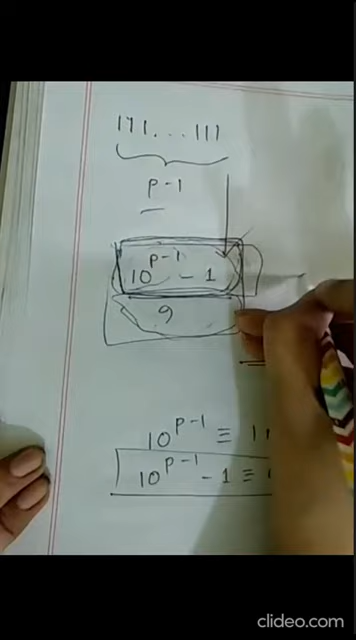 111...111
p-1
10^{p-1} - 1
9
10^{p-1} ≡ 1
10^{p-1} - 1 ≡
clideo.com